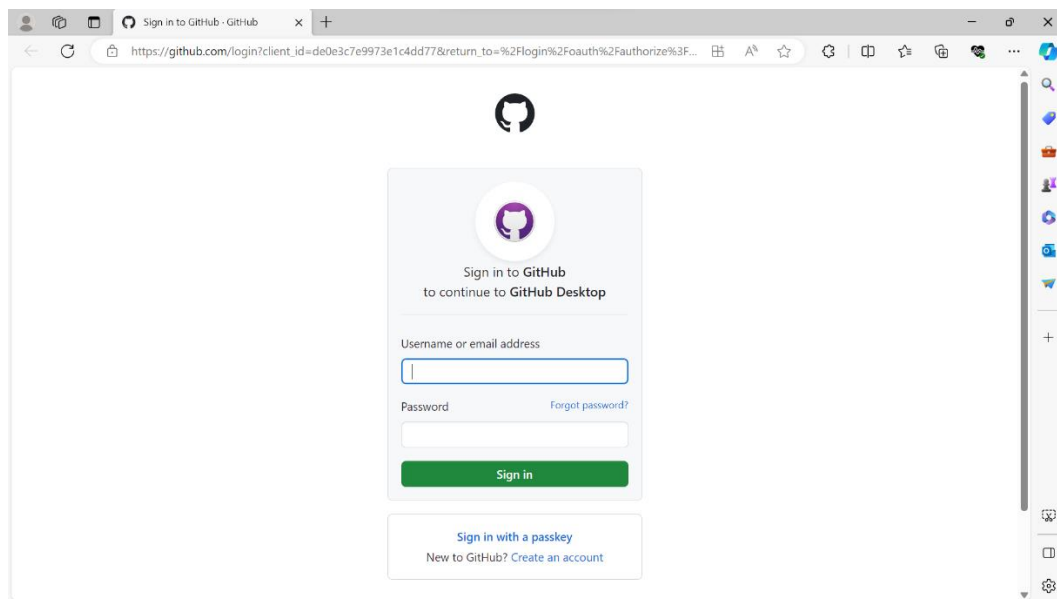 Sign in to GitHub · GitHub
https://github.com/login?client_id=de0e3c7e9973e1c4dd77&return_to=%2Flogin%2Foauth%2Fauthorize%3F...
Sign in to GitHub
to continue to GitHub Desktop
Username or email address
Password
Forgot password?
Sign in
Sign in with a passkey
New to GitHub? Create an account